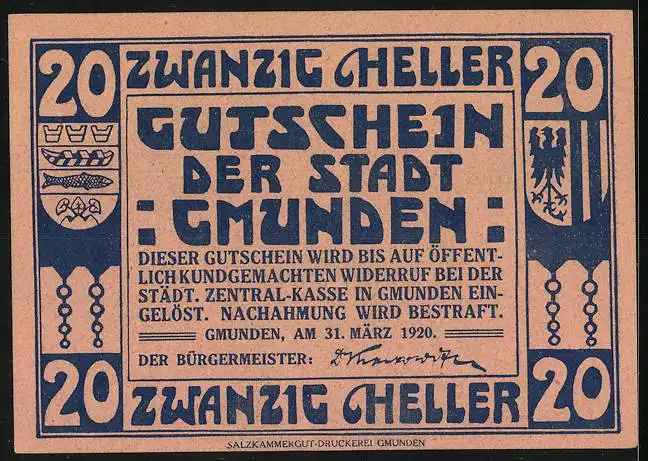 20 ZWANZIG HELLER 20
GUTSCHEIN
DER STADT
: GMUNDEN :
DIESER GUTSCHEIN WIRD BIS AUF ÖFFENT-
LICH KUNDGEMACHTEN WIDERRUF BEI DER
STÄDT. ZENTRAL-KASSE IN GMUNDEN EIN-
GELÖST. NACHAHMUNG WIRD BESTRAFT.
GMUNDEN, AM 31. MÄRZ 1920.
DER BÜRGERMEISTER:
20 ZWANZIG HELLER 20
SALZKAMMERGUT-DRUCKEREI GMUNDEN